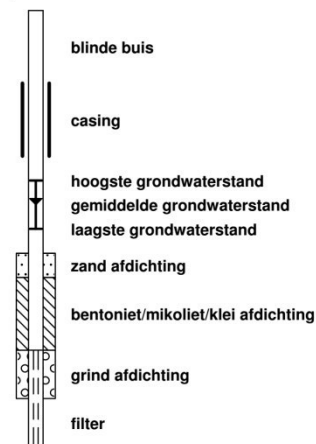 blinde buis
casing
hoogste grondwaterstand
gemiddelde grondwaterstand
laagste grondwaterstand
zand afdichting
bentoniet/mikoliet/klei afdichting
grind afdichting
filter